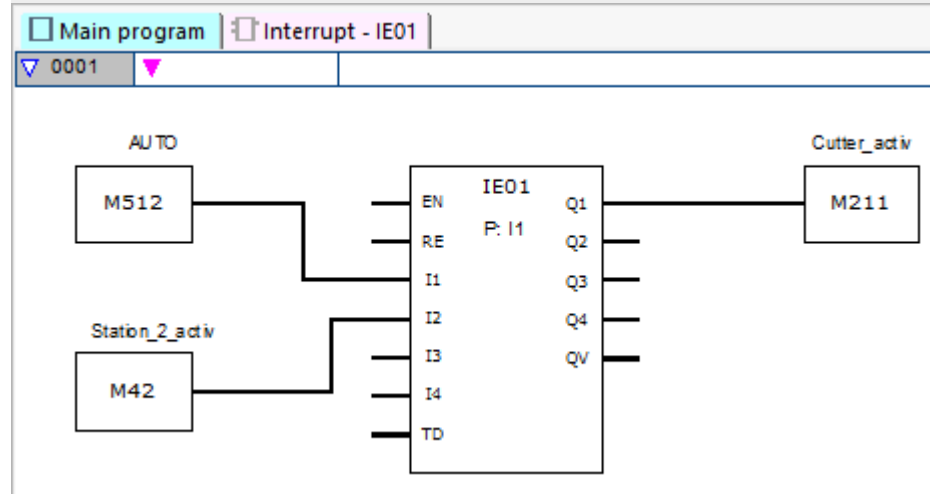 Main program
Interrupt - IE01
0001
AUTO
M512
Station_2_activ
M42
IE01
P: I1
EN
RE
I1
I2
I3
I4
TD
Q1
Q2
Q3
Q4
QV
Cutter_activ
M211